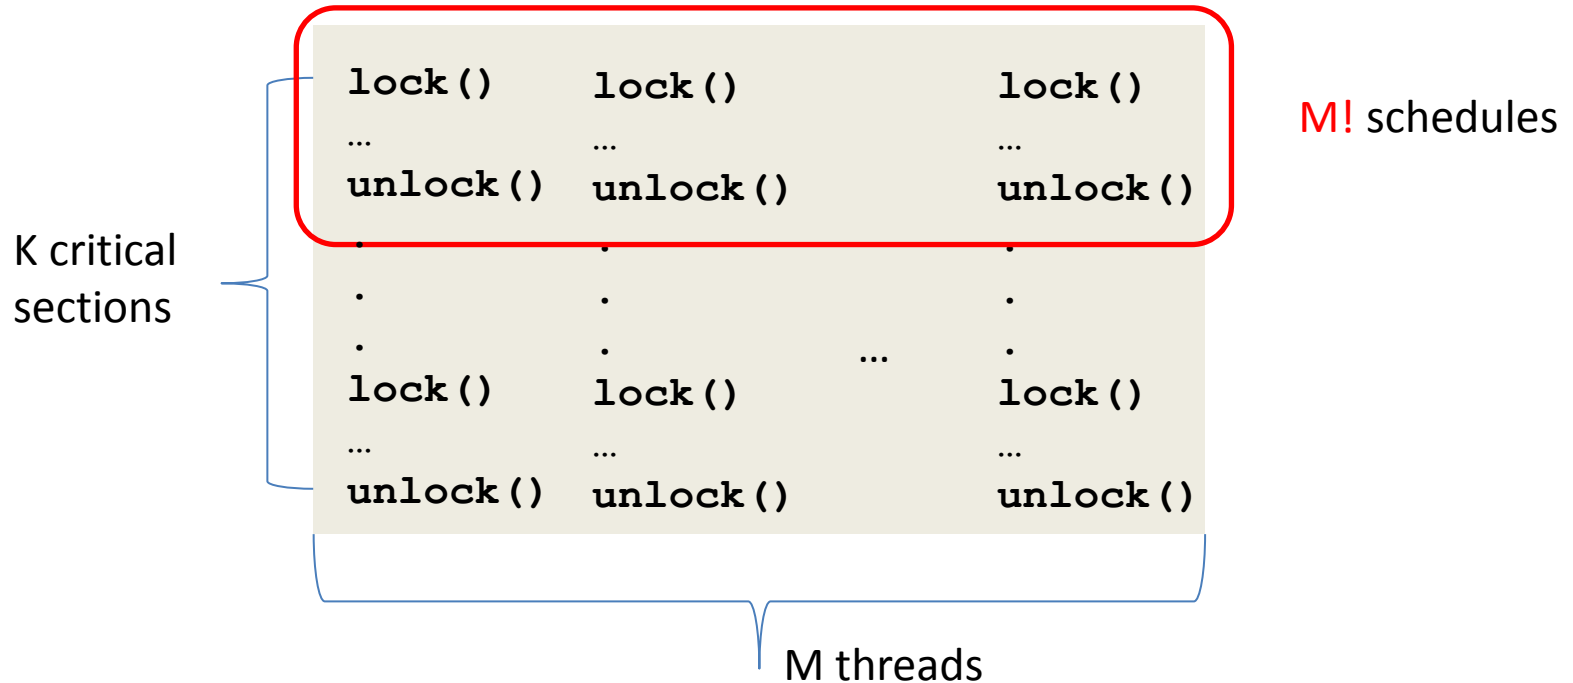 lock() lock() lock()
… … …
unlock() unlock() unlock()
. . .
. . .
. . … .
lock() lock() lock()
… … …
unlock() unlock() unlock()
M! schedules
K critical
sections
M threads